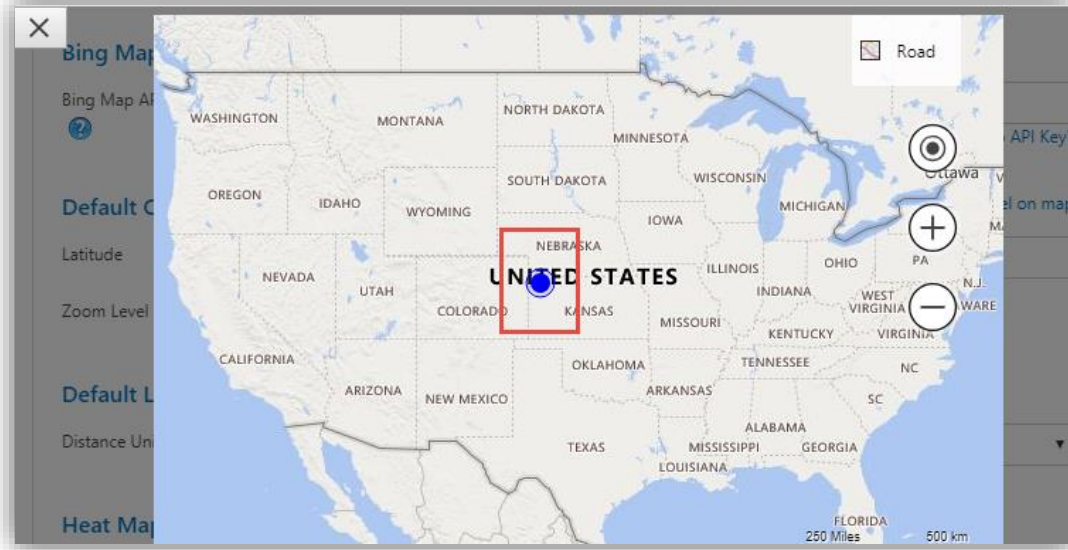 Bing Map
Road
Bing Map AP
API Key
WASHINGTON
MONTANA
NORTH DAKOTA
MINNESOTA
Ottawa
OREGON
IDAHO
WYOMING
SOUTH DAKOTA
WISCONSIN
MICHIGAN
Default C
el on map
IOWA
Latitude
NEBRASKA
NEVADA
UTAH
UNITED STATES
ILLINOIS
INDIANA
OHIO
PA
N.J.
Zoom Level
COLORADO
KANSAS
MISSOURI
WEST
VIRGINIA
WARE
KENTUCKY
VIRGINIA
CALIFORNIA
OKLAHOMA
TENNESSEE
NC
Default L
ARIZONA
NEW MEXICO
ARKANSAS
SC
Distance Uni
TEXAS
ALABAMA
MISSISSIPPI
GEORGIA
LOUISIANA
Heat Map
FLORIDA
250 Miles
500 km